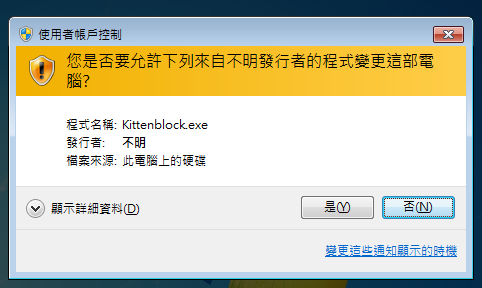 使用者帳戶控制
您是否要允許下列來自不明發行者的程式變更這部電
腦?
程式名稱: Kittenblock.exe
發行者: 不明
檔案來源: 此電腦上的硬碟
顯示詳細資料(D)
是(Y)
否(N)
變更這些通知顯示的時機